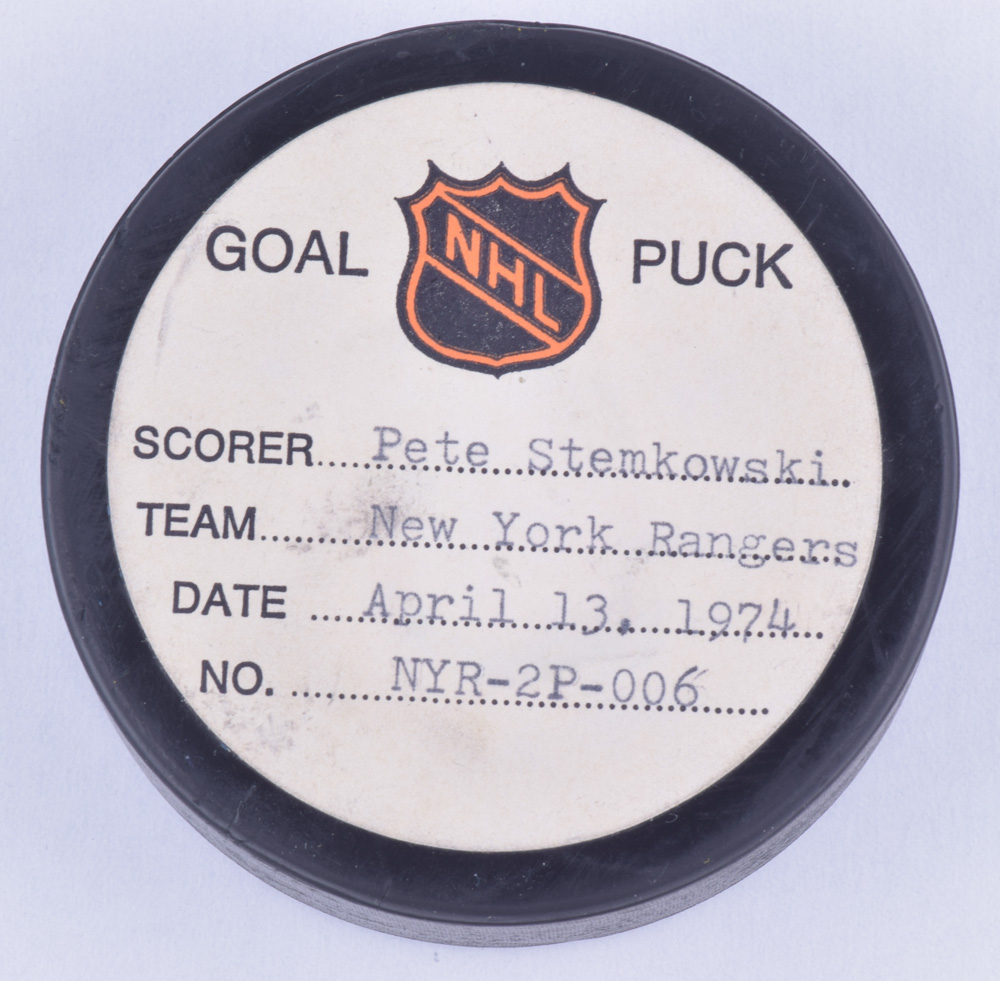 GOAL NHL PUCK
SCORER....Pete Stemkowski..
TEAM......New York Rangers
DATE ....April 13, 1974...
NO. ........NYR-2P-006......